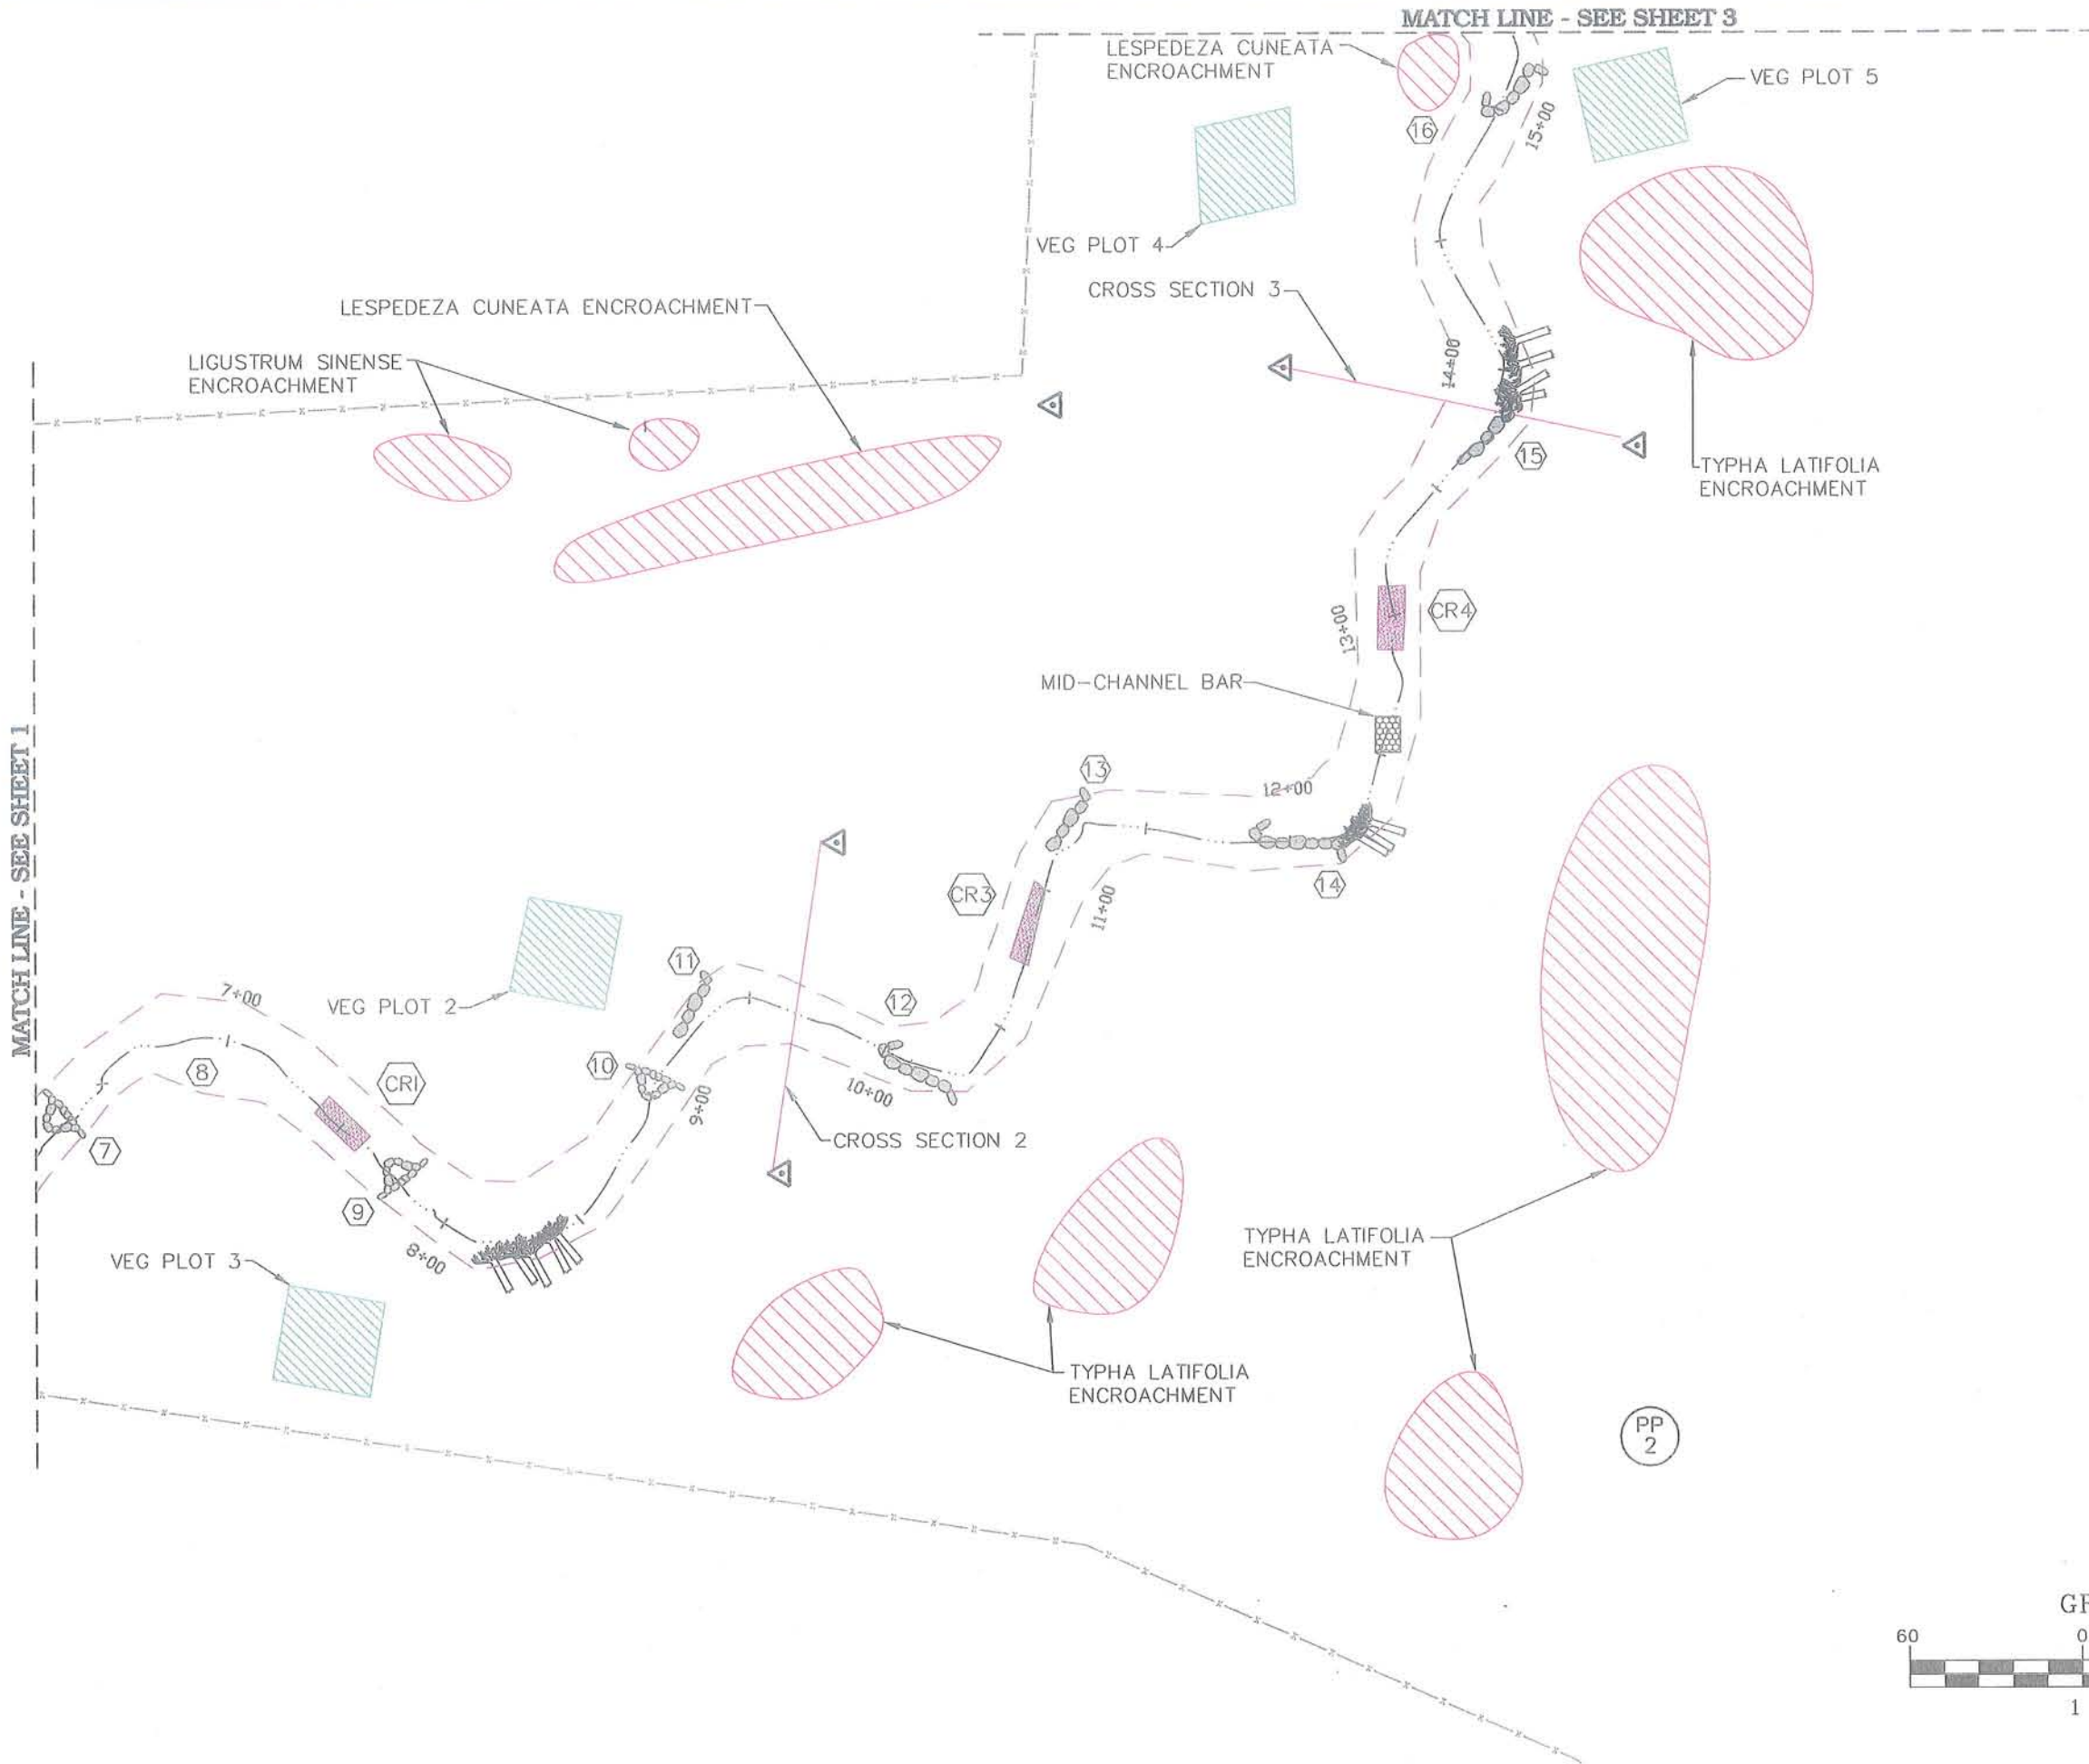 MATCH LINE - SEE SHEET 3
LESPEDEZA CUNEATA
ENCROACHMENT
VEG PLOT 5
16
15+00
VEG PLOT 4
CROSS SECTION 3
LESPEDEZA CUNEATA ENCROACHMENT
LIGUSTRUM SINENSE
ENCROACHMENT
14+00
15
TYPHA LATIFOLIA
ENCROACHMENT
CR4
13+00
MID-CHANNEL BAR
MATCH LINE - SEE SHEET 1
13
12+00
14
CR3
11+00
11
12
7+00
VEG PLOT 2
10
8
CR1
9+00
10+00
7
CROSS SECTION 2
9
8+00
VEG PLOT 3
TYPHA LATIFOLIA
ENCROACHMENT
TYPHA LATIFOLIA
ENCROACHMENT
PP
2
60
0
1